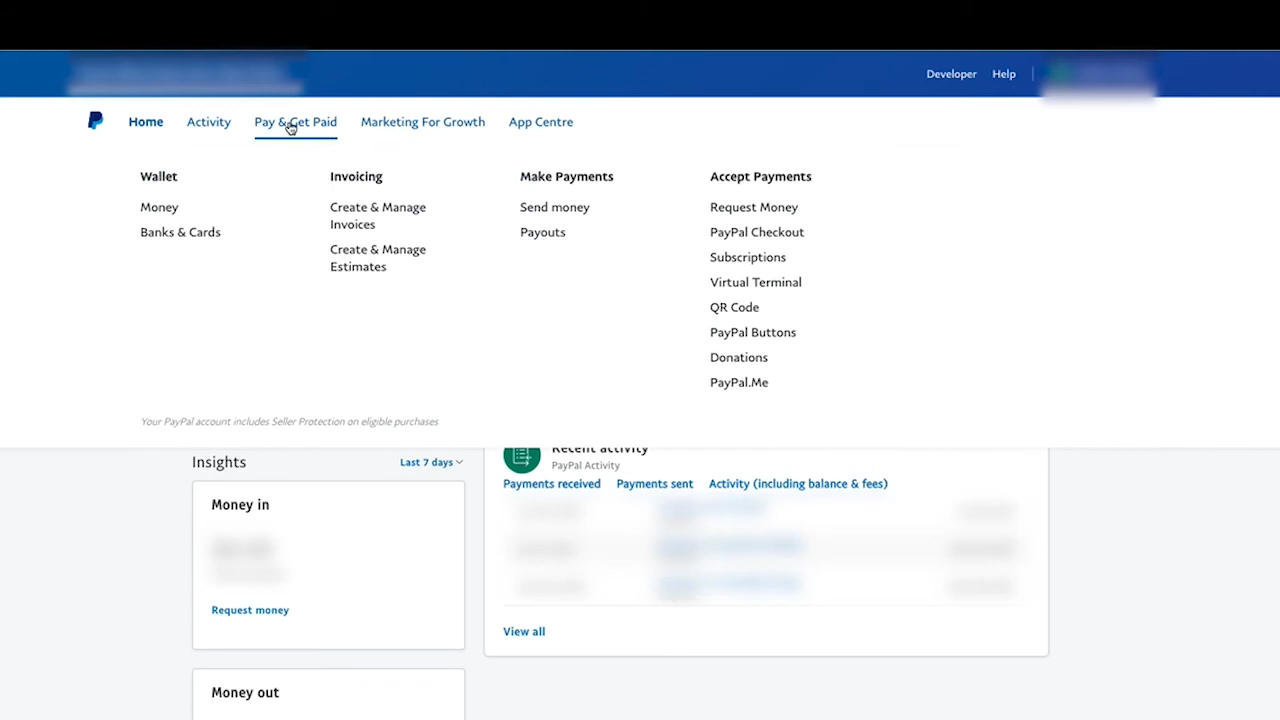 Developer Help
Home Activity Pay & Get Paid Marketing For Growth App Centre
Wallet
Money
Banks & Cards
Invoicing
Create & Manage
Invoices
Create & Manage
Estimates
Make Payments
Send money
Payouts
Accept Payments
Request Money
PayPal Checkout
Subscriptions
Virtual Terminal
QR Code
PayPal Buttons
Donations
PayPal.Me
Your PayPal account includes Seller Protection on eligible purchases
Insights
Last 7 days
Money in
Request money
Money out
Recent activity
PayPal Activity
Payments received Payments sent Activity (including balance & fees)
View all